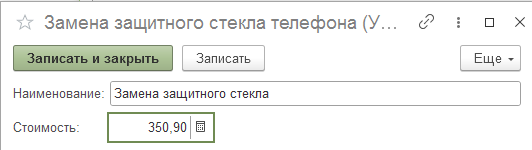 Замена защитного стекла телефона (У...
Записать и закрыть Записать Еще
Наименование: Замена защитного стекла
Стоимость: 350,90